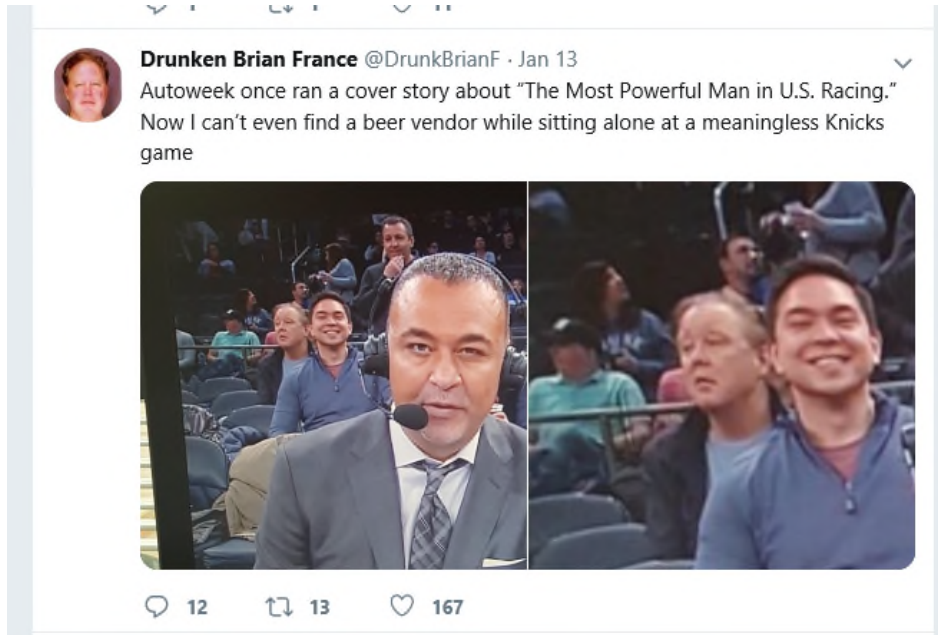 Drunken Brian France @DrunkBrianF · Jan 13
Autoweek once ran a cover story about “The Most Powerful Man in U.S. Racing.”
Now I can’t even find a beer vendor while sitting alone at a meaningless Knicks
game
12 13 167